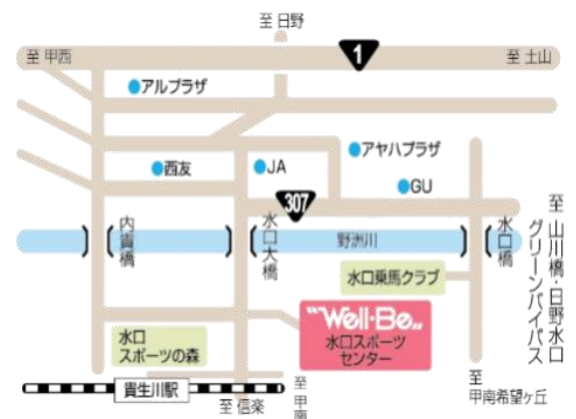 至 日野
至 甲西
1
至 土山
アルプラザ
アヤハプラザ
西友
JA
GU
307
内貴橋
水口大橋
野洲川
水口橋
至 山川橋・日野水口
グリーンバイパス
水口乗馬クラブ
Well·Be
水口スポーツ
センター
水口
スポーツの森
貴生川駅
至 信楽
至 甲南
至
甲南希望ヶ丘